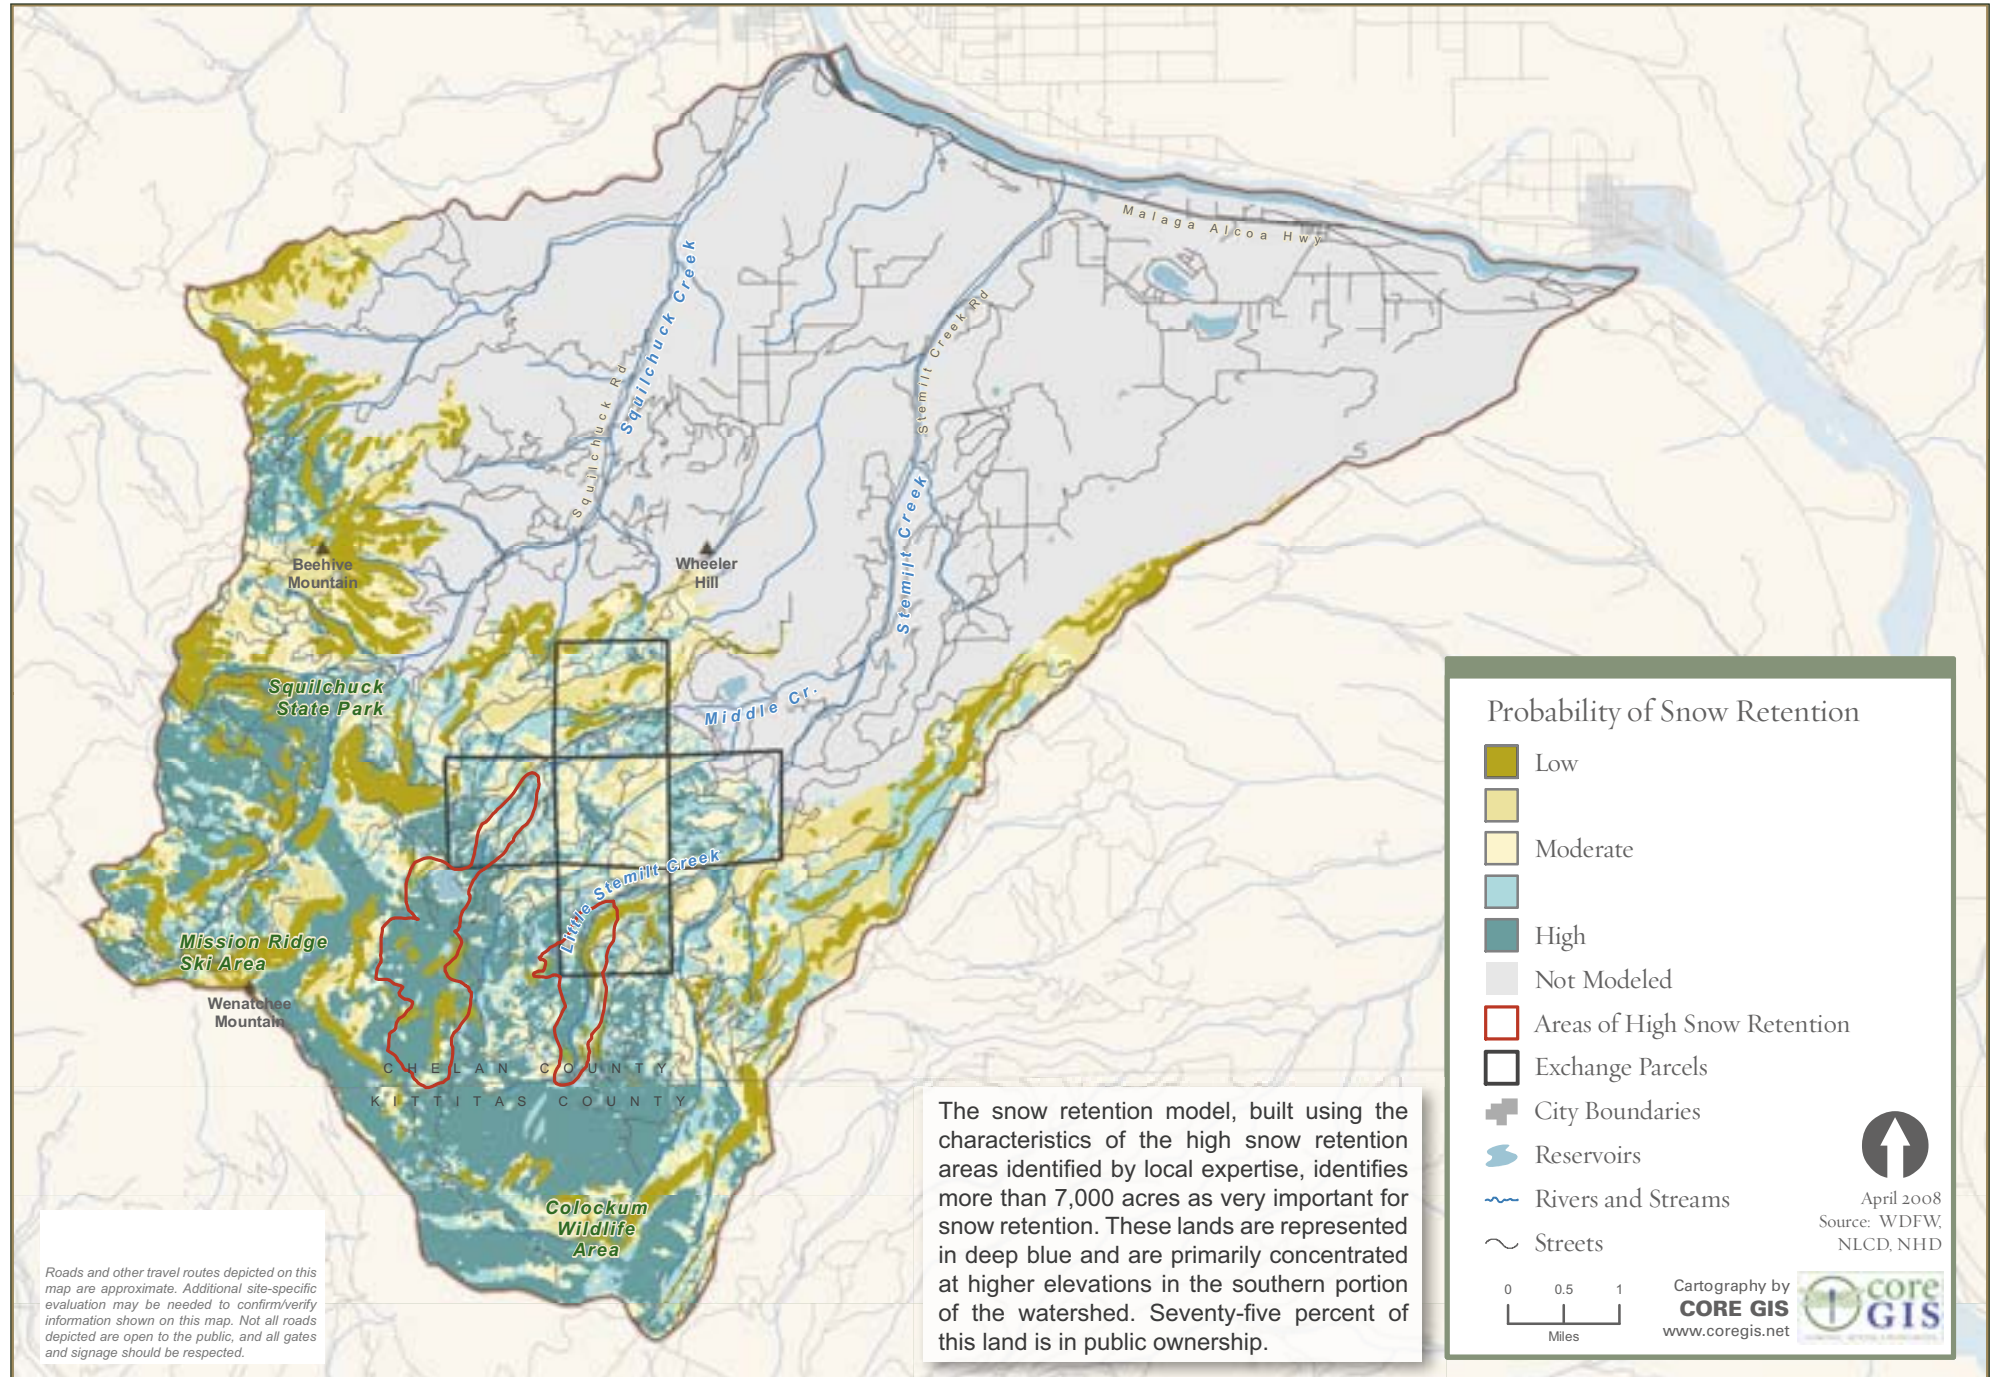 Malaga Alcoa Hwy
Squilchuck Creek
Squilchuck Rd
Stemilt Creek Rd
Stemilt Creek
Beehive
Mountain
Wheeler
Hill
Squilchuck
State Park
Middle Cr.
Little Stemilt Creek
Mission Ridge
Ski Area
Wenatchee
Mountain
CHELAN COUNTY
KITTITAS COUNTY
Colockum
Wildlife
Area
Roads and other travel routes depicted on this
map are approximate. Additional site-specific
evaluation may be needed to confirm/verify
information shown on this map. Not all roads
depicted are open to the public, and all gates
and signage should be respected.
The snow retention model, built using the
characteristics of the high snow retention
areas identified by local expertise, identifies
more than 7,000 acres as very important for
snow retention. These lands are represented
in deep blue and are primarily concentrated
at higher elevations in the southern portion
of the watershed. Seventy-five percent of
this land is in public ownership.
Probability of Snow Retention
Low
Moderate
High
Not Modeled
Areas of High Snow Retention
Exchange Parcels
City Boundaries
Reservoirs
Rivers and Streams
Streets
April 2008
Source: WDFW,
NLCD, NHD
0 0.5 1
Miles
Cartography by
CORE GIS
www.coregis.net
core
GIS